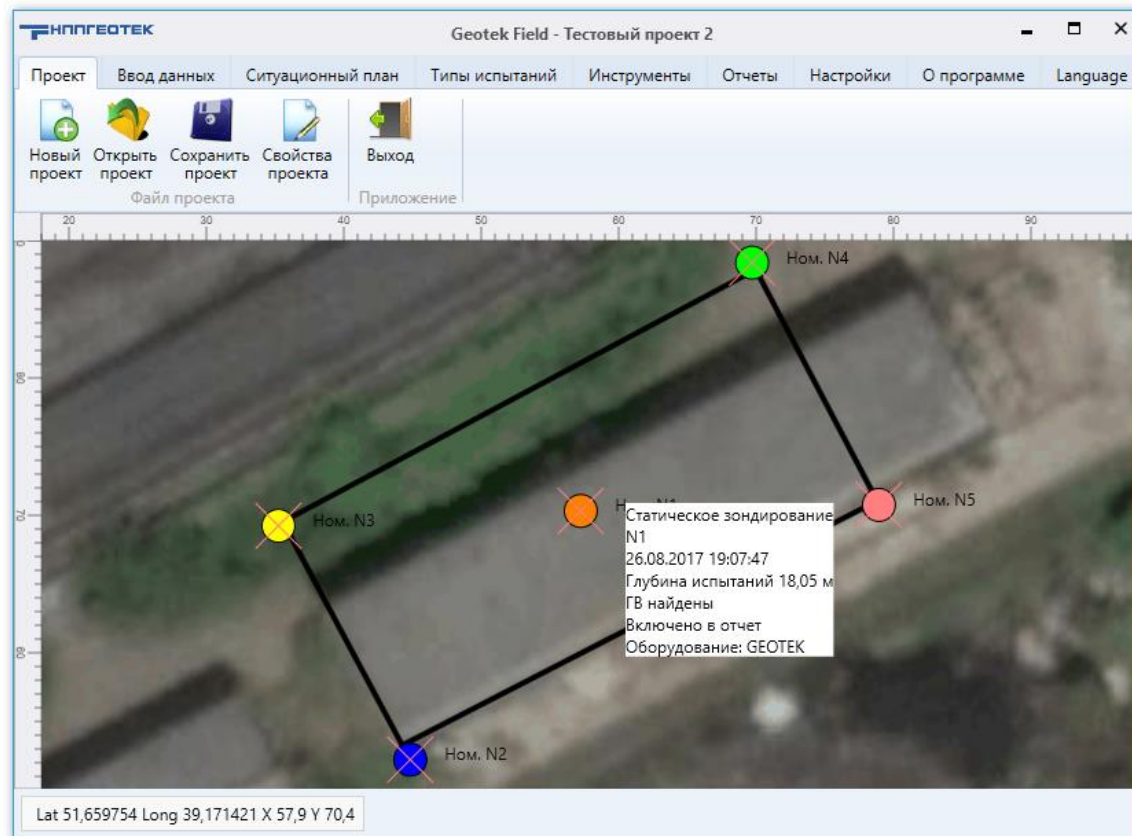 НППГЕОТЕК
Geotek Field - Тестовый проект 2
Проект Ввод данных Ситуационный план Типы испытаний Инструменты Отчеты Настройки О программе Language
Новый проект
Открыть проект
Сохранить проект
Свойства проекта
Выход
Файл проекта Приложение
20 30 40 50 60 70 80 90
80
70
60
Ном. N4
Ном. N3
Ном. N5
Статическое зондирование
N1
26.08.2017 19:07:47
Глубина испытаний 18,05 м
ГВ найдены
Включено в отчет
Оборудование: GEOTEK
Ном. N2
Lat 51,659754 Long 39,171421 X 57,9 Y 70,4